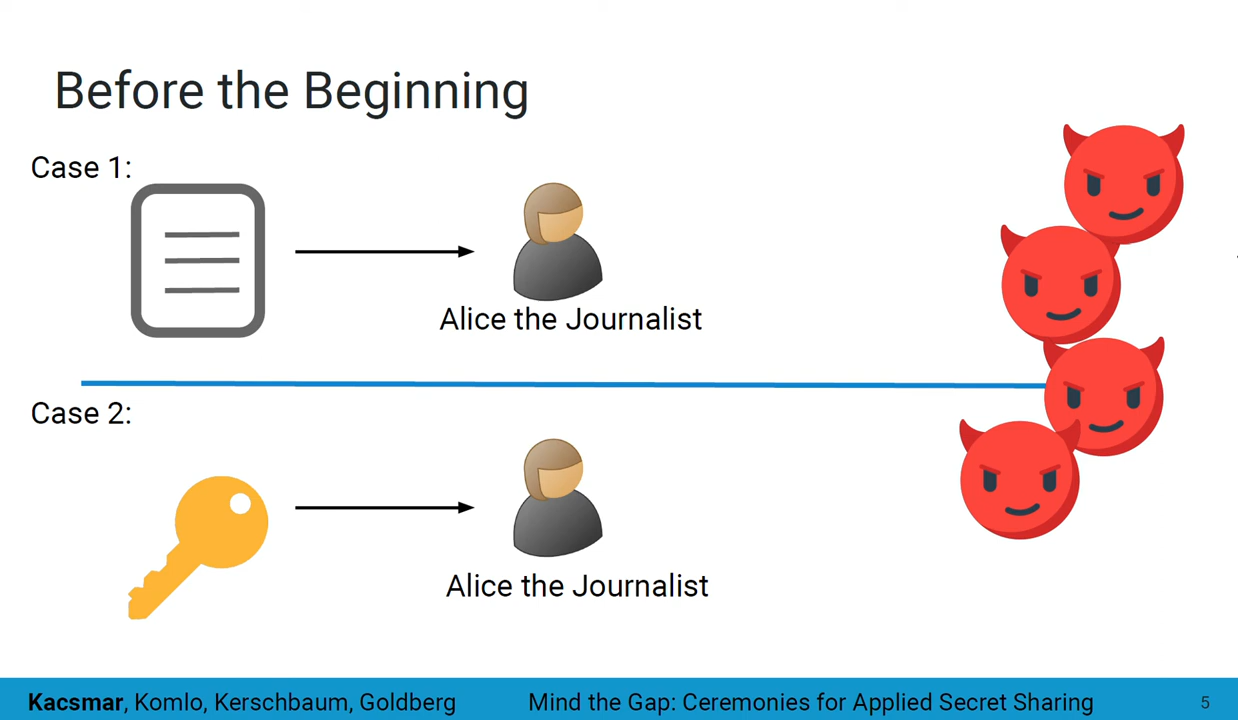 Before the Beginning
Case 1:
Alice the Journalist
Case 2:
Alice the Journalist
Kacsmar, Komlo, Kerschbaum, Goldberg
Mind the Gap: Ceremonies for Applied Secret Sharing
5